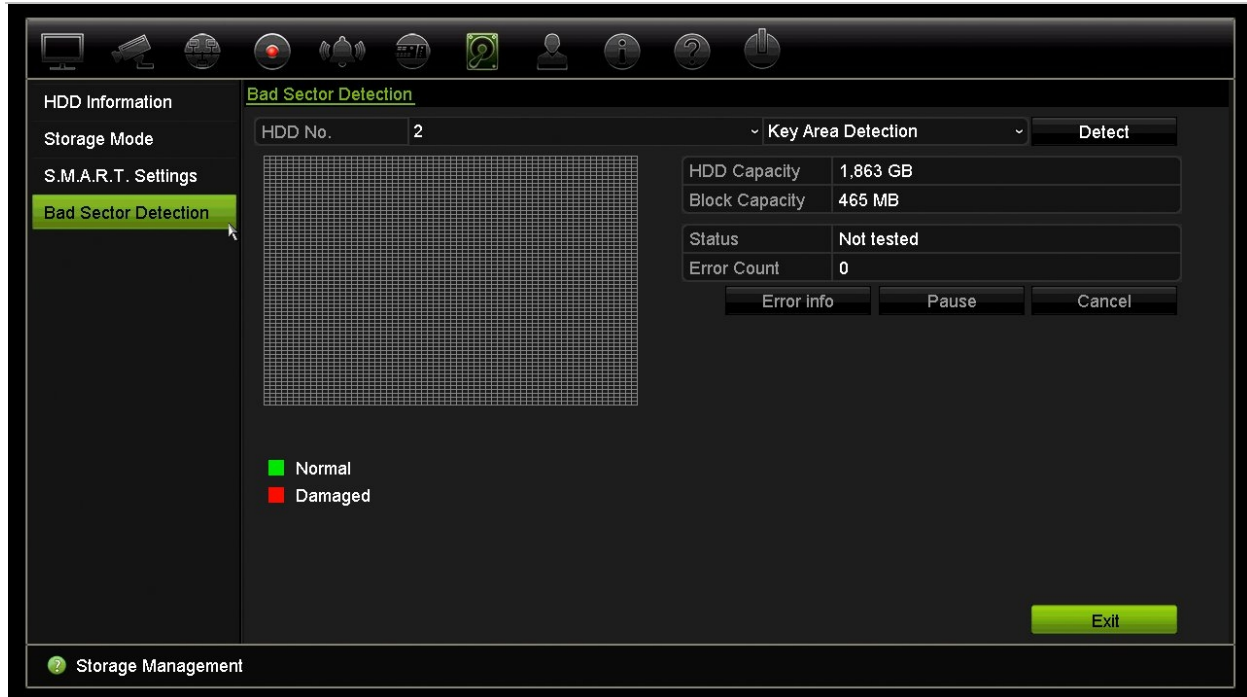 HDD Information
Storage Mode
S.M.A.R.T. Settings
Bad Sector Detection
Bad Sector Detection
HDD No. 2 Key Area Detection Detect
HDD Capacity 1,863 GB
Block Capacity 465 MB
Status Not tested
Error Count 0
Error info Pause Cancel
Normal
Damaged
Exit
Storage Management